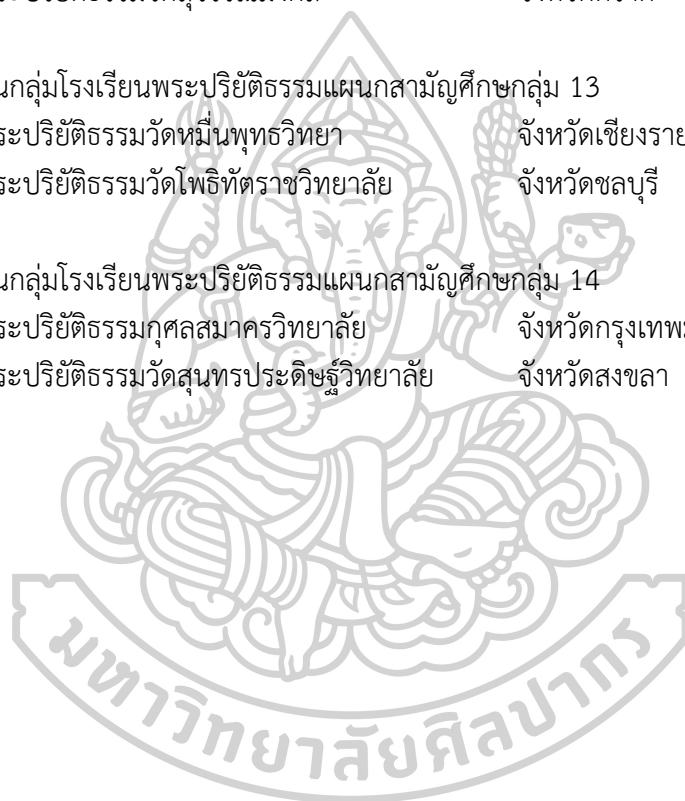 นกลุ่มโรงเรียนพระปริยัติธรรมแผนกสามัญศึกษกลุ่ม 13
ระปริยัติธรรมวัดหมื่นพุทธวิทยา จังหวัดเชียงราย
ระปริยัติธรรมวัดโพธิทัตราชวิทยาลัย จังหวัดชลบุรี
นกลุ่มโรงเรียนพระปริยัติธรรมแผนกสามัญศึกษกลุ่ม 14
ระปริยัติธรรมกุศลสมาครวิทยาลัย จังหวัดกรุงเทพ
ระปริยัติธรรมวัดสุนทรประดิษฐ์วิทยาลัย จังหวัดสงขลา
มหาวิทยาลัยศิลปากร